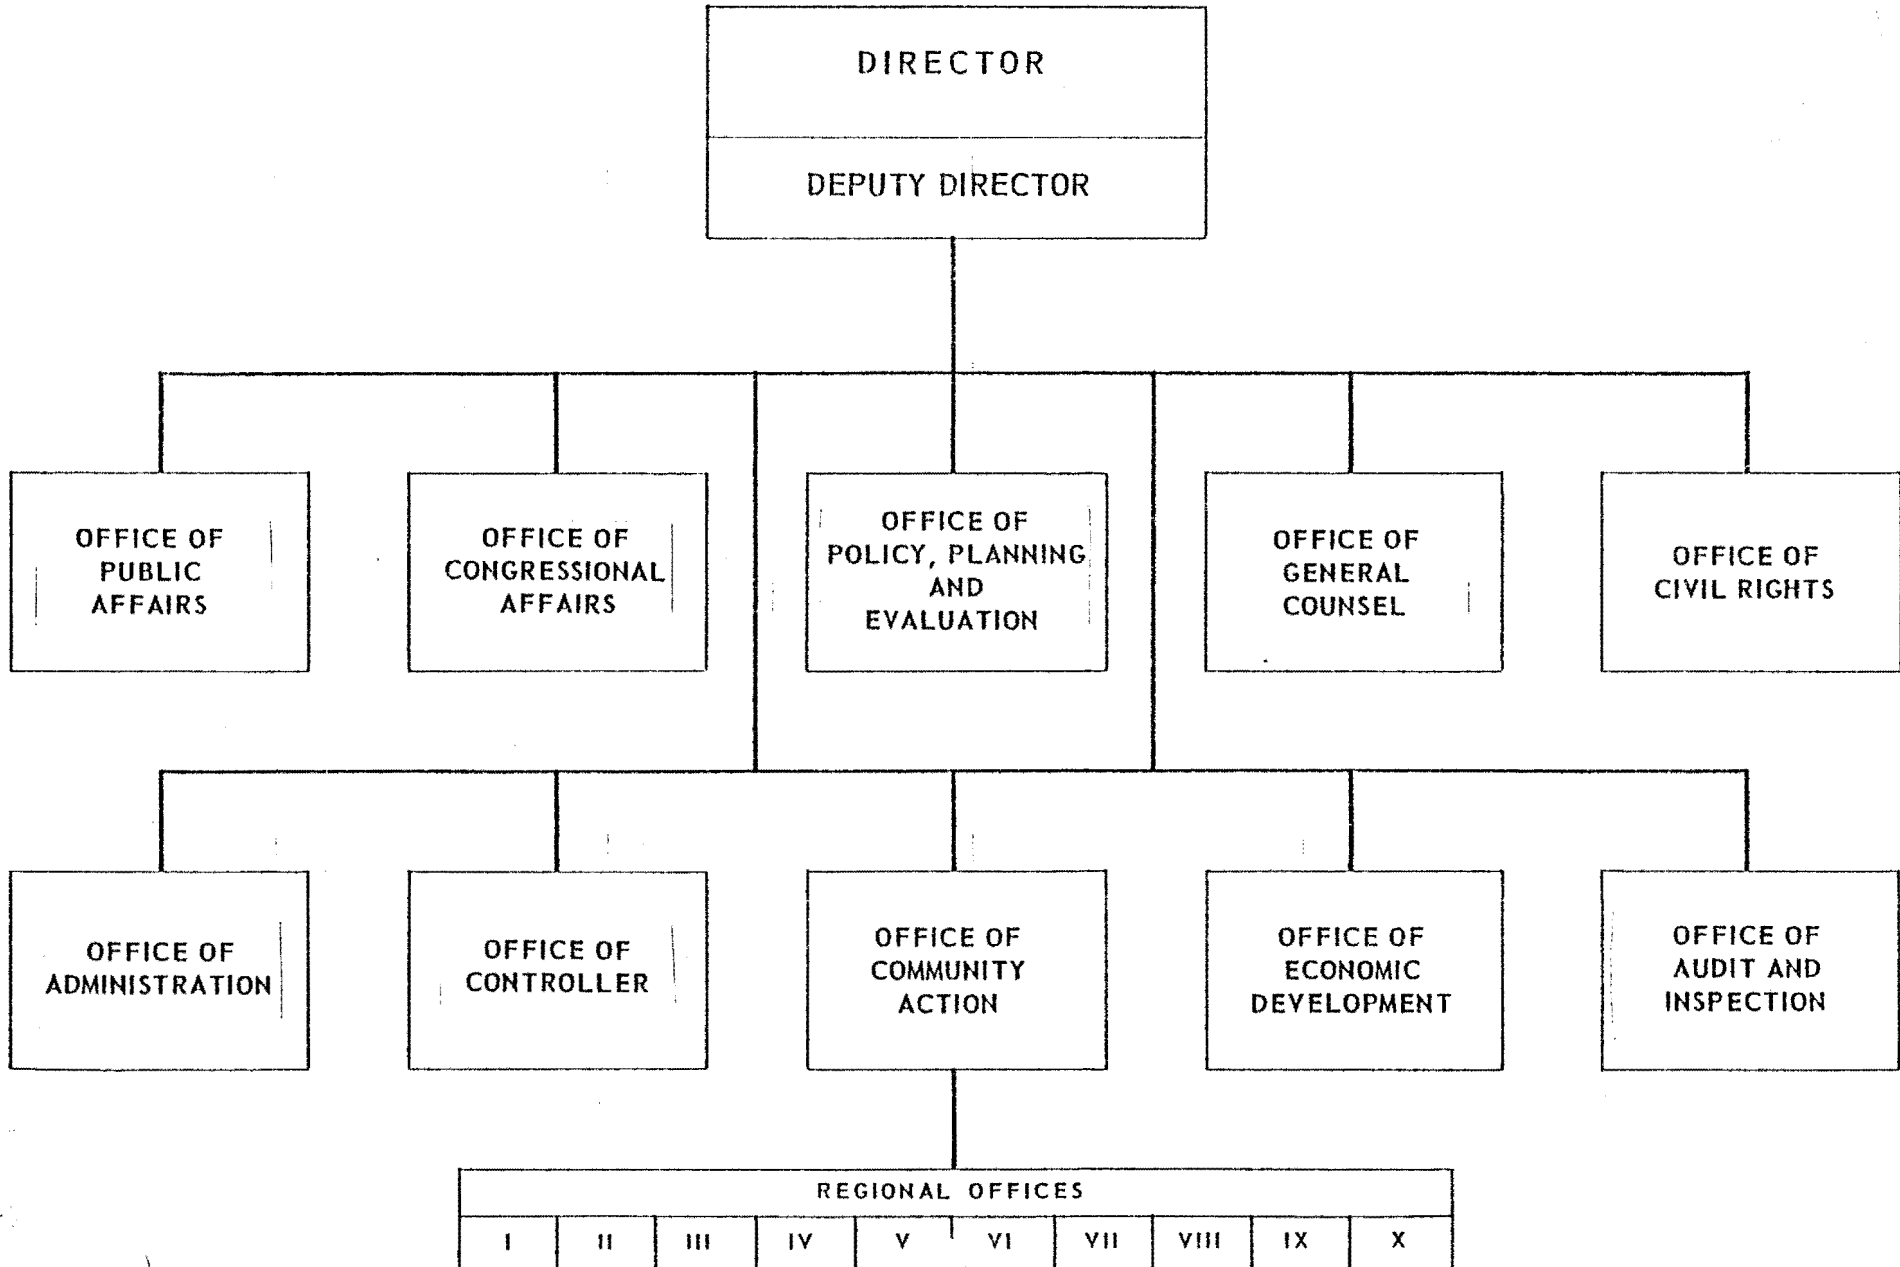 DIRECTOR
DEPUTY DIRECTOR
OFFICE OF
PUBLIC
AFFAIRS
OFFICE OF
CONGRESSIONAL
AFFAIRS
OFFICE OF
POLICY, PLANNING
AND
EVALUATION
OFFICE OF
GENERAL
COUNSEL
OFFICE OF
CIVIL RIGHTS
OFFICE OF
ADMINISTRATION
OFFICE OF
CONTROLLER
OFFICE OF
COMMUNITY
ACTION
OFFICE OF
ECONOMIC
DEVELOPMENT
OFFICE OF
AUDIT AND
INSPECTION
REGIONAL OFFICES
I II III IV V VI VII VIII IX X